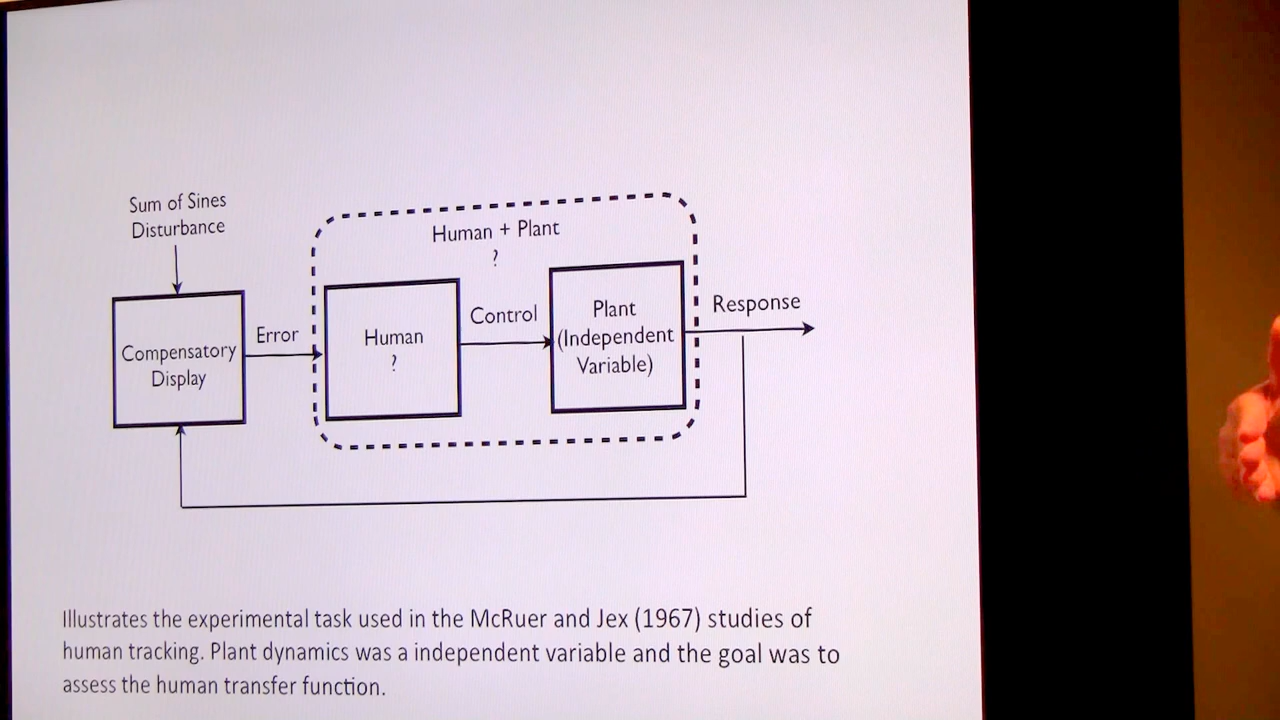 Sum of Sines
Disturbance
Human + Plant
?
Compensatory
Display
Error
Human
?
Control
Plant
(Independent
Variable)
Response
Illustrates the experimental task used in the McRuer and Jex (1967) studies of
human tracking. Plant dynamics was a independent variable and the goal was to
assess the human transfer function.